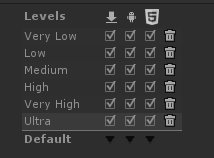 Levels
Very Low
Low
Medium
High
Very High
Ultra
Default